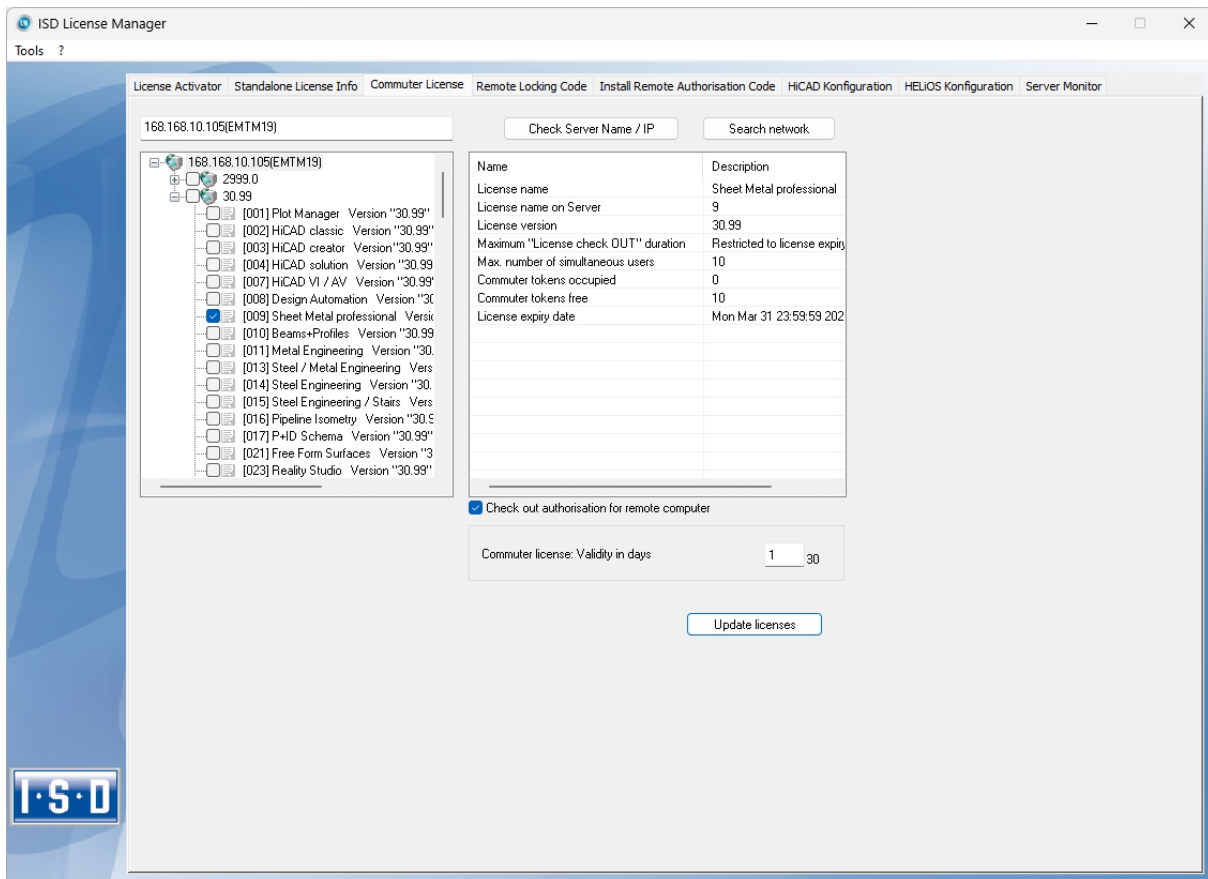 ISD License Manager
Tools ?
License Activator Standalone License Info Commuter License Remote Locking Code Install Remote Authorisation Code HiCAD Konfiguration HELiOS Konfiguration Server Monitor
168.168.10.105(EMTM19) Check Server Name / IP Search network
168.168.10.105(EMTM19)
2999.0
30.99
[001] Plot Manager Version "30.99"
[002] HiCAD classic Version "30.99"
[003] HiCAD creator Version "30.99"
[004] HiCAD solution Version "30.99
[007] HiCAD VI / AV Version "30.99"
[008] Design Automation Version "30
[009] Sheet Metal professional Versio
[010] Beams+Profiles Version "30.99
[011] Metal Engineering Version "30.
[013] Steel / Metal Engineering Vers
[014] Steel Engineering Version "30.
[015] Steel Engineering / Stairs Vers
[016] Pipeline Isometry Version "30.9
[017] P+ID Schema Version "30.99"
[021] Free Form Surfaces Version "3
[023] Reality Studio Version "30.99"
Name Description
License name Sheet Metal professional
License name on Server 9
License version 30.99
Maximum "License check OUT" duration Restricted to license expiry
Max. number of simultaneous users 10
Commuter tokens occupied 0
Commuter tokens free 10
License expiry date Mon Mar 31 23:59:59 202
Check out authorisation for remote computer
Commuter license: Validity in days 1 30
Update licenses
I·S·D